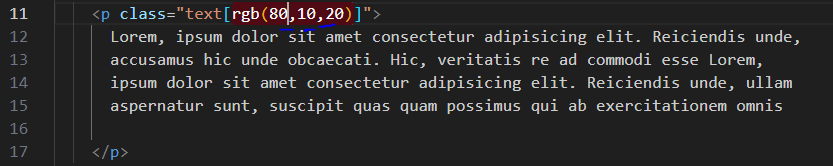 11 <p class="text[rgb(80,10,20)]">
12 Lorem, ipsum dolor sit amet consectetur adipisicing elit. Reiciendis unde,
13 accusamus hic unde obcaecati. Hic, veritatis re ad commodi esse Lorem,
14 ipsum dolor sit amet consectetur adipisicing elit. Reiciendis unde, ullam
15 aspernatur sunt, suscipit quas quam possimus qui ab exercitationem omnis
16
17 </p>